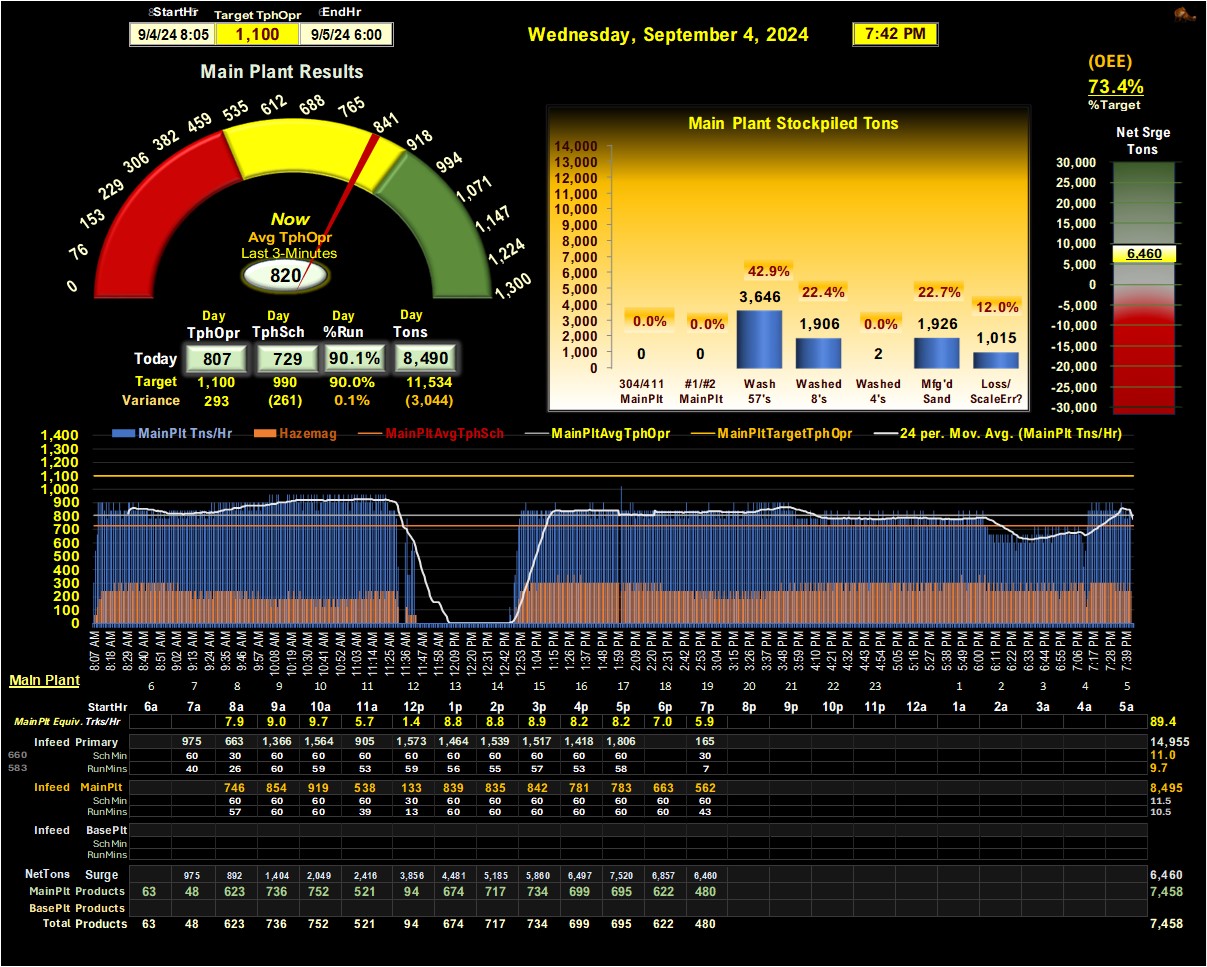 StartHr Target TphOpr EndHr
9/4/24 8:05 1,100 9/5/24 6:00
Wednesday, September 4, 2024 7:42 PM
(OEE)
73.4%
%Target
Main Plant Results
0 76 153 229 306 382 459 535 612 688 765 841 918 994 1,071 1,147 1,224 1,300
Now
Avg TphOpr
Last 3-Minutes
820
Day Day Day Day
TphOpr TphSch %Run Tons
Today 807 729 90.1% 8,490
Target 1,100 990 90.0% 11,534
Variance 293 (261) 0.1% (3,044)
Main Plant Stockpiled Tons
14,000
13,000
12,000
11,000
10,000
9,000
8,000
7,000
6,000
5,000
4,000
3,000
2,000
1,000
0
0.0% 0.0% 42.9% 22.4% 0.0% 22.7% 12.0%
0 0 3,646 1,906 2 1,926 1,015
304/411 #1/#2 Wash Washed Washed Mfg'd Loss/
MainPlt MainPlt 57's 8's 4's Sand ScaleErr?
Net Srge
Tons
30,000
25,000
20,000
15,000
10,000
5,000
0
-5,000
-10,000
-15,000
-20,000
-25,000
-30,000
6,460
MainPlt Tns/Hr Hazemag MainPltAvgTphSch MainPltAvgTphOpr MainPltTargetTphOpr 24 per. Mov. Avg. (MainPlt Tns/Hr)
1,400
1,300
1,200
1,100
1,000
900
800
700
600
500
400
300
200
100
0
8:07 AM 8:18 AM 8:29 AM 8:40 AM 8:51 AM 9:02 AM 9:13 AM 9:24 AM 9:35 AM 9:46 AM 9:57 AM 10:08 AM 10:19 AM 10:30 AM 10:41 AM 10:52 AM 11:03 AM 11:14 AM 11:25 AM 11:36 AM 11:47 AM 11:58 AM 12:09 PM 12:20 PM 12:31 PM 12:42 PM 12:53 PM 1:04 PM 1:15 PM 1:26 PM 1:37 PM 1:48 PM 1:59 PM 2:09 PM 2:20 PM 2:31 PM 2:42 PM 2:53 PM 3:04 PM 3:15 PM 3:26 PM 3:37 PM 3:48 PM 3:59 PM 4:10 PM 4:21 PM 4:32 PM 4:43 PM 4:54 PM 5:05 PM 5:16 PM 5:27 PM 5:38 PM 5:49 PM 6:00 PM 6:11 PM 6:22 PM 6:33 PM 6:44 PM 6:56 PM 7:06 PM 7:17 PM 7:28 PM 7:39 PM
Main Plant
6 7 8 9 10 11 12 13 14 15 16 17 18 19 20 21 22 23 1 2 3 4 5
StartHr 6a 7a 8a 9a 10a 11a 12p 1p 2p 3p 4p 5p 6p 7p 8p 9p 10p 11p 12a 1a 2a 3a 4a 5a
MainPlt Equiv. Trks/Hr 7.9 9.0 9.7 5.7 1.4 8.8 8.8 8.9 8.2 8.2 7.0 5.9 89.4
Infeed Primary 975 663 1,366 1,564 905 1,573 1,464 1,539 1,517 1,418 1,806 165 14,955
660 Sch Min 60 30 60 60 60 60 60 60 60 60 60 30 11.0
583 RunMins 40 26 60 59 53 59 56 55 57 53 58 7 9.7
Infeed MainPlt 746 854 919 538 133 839 835 842 781 783 663 562 8,495
Sch Min 60 60 60 60 30 60 60 60 60 60 60 60 11.5
RunMins 57 60 60 39 13 60 60 60 60 60 60 43 10.5
Infeed BasePlt
Sch Min
RunMins
NetTons Surge 975 892 1,404 2,049 2,416 3,856 4,481 5,185 5,860 6,497 7,520 6,857 6,460 6,460
MainPlt Products 63 48 623 736 752 521 94 674 717 734 699 695 622 480 7,458
BasePlt Products
Total Products 63 48 623 736 752 521 94 674 717 734 699 695 622 480 7,458